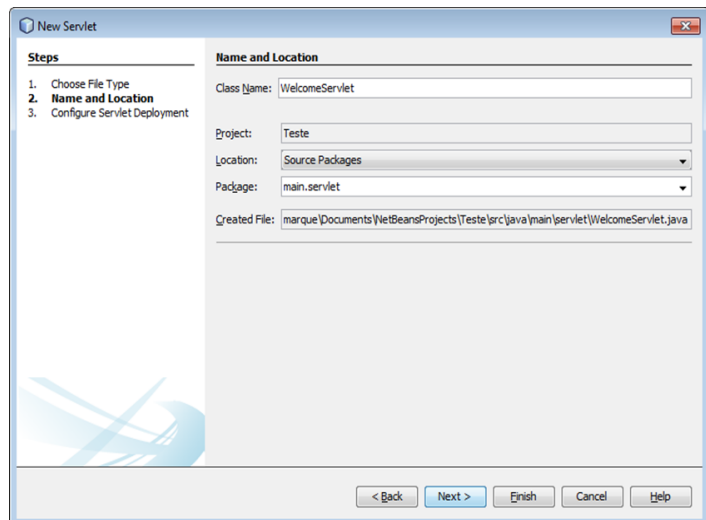 New Servlet
Steps
1. Choose File Type
2. Name and Location
3. Configure Servlet Deployment
Name and Location
Class Name: WelcomeServlet
Project: Teste
Location: Source Packages
Package: main.servlet
Created File: marque\Documents\NetBeansProjects\Teste\src\java\main\servlet\WelcomeServlet.java
< Back Next > Finish Cancel Help